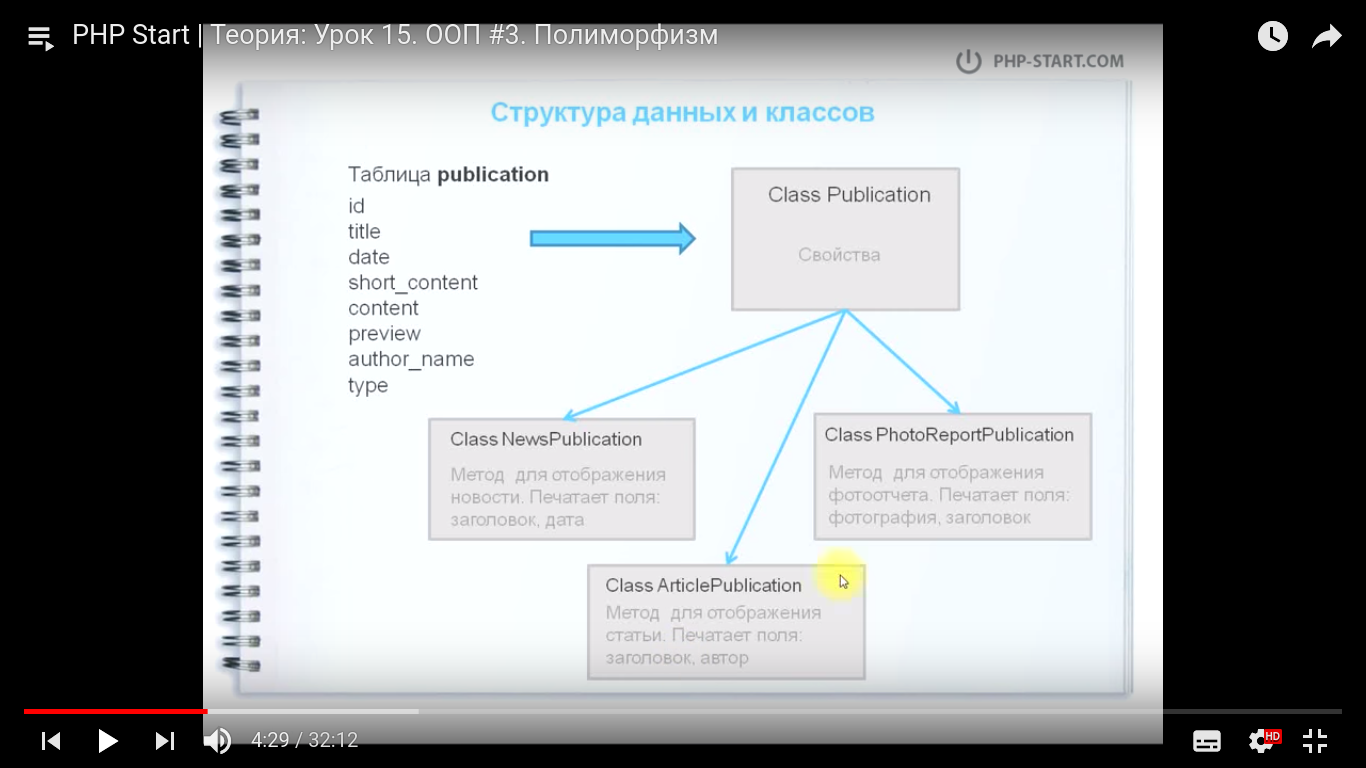 PHP Start | Теория: Урок 15. ООП #3. Полиморфизм
PHP-START.COM
Структура данных и классов
Таблица publication
id
title
date
short_content
content
preview
author_name
type
Class Publication
Свойства
Class NewsPublication
Метод для отображения
новости. Печатает поля:
заголовок, дата
Class PhotoReportPublication
Метод для отображения
фотоотчета. Печатает поля:
фотография, заголовок
Class ArticlePublication
Метод для отображения
статьи. Печатает поля:
заголовок, автор
4:29 / 32:12
HD